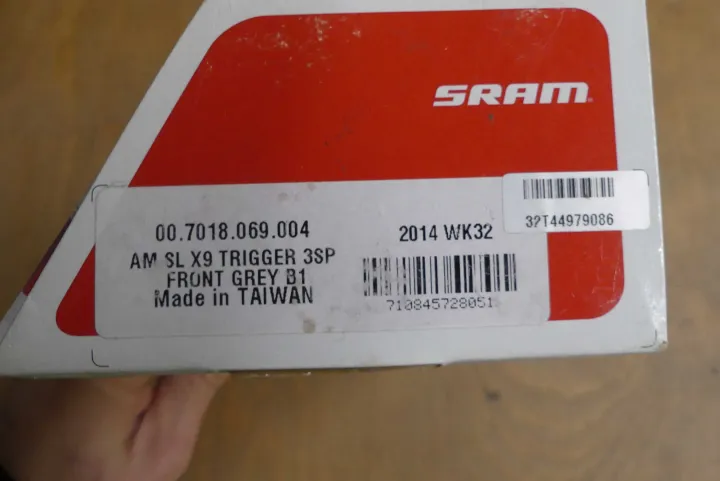 SRAM
32T44979086
00.7018.069.004
2014 WK32
AM SL X9 TRIGGER 3SP
FRONT GREY B1
Made in TAIWAN
710845728051